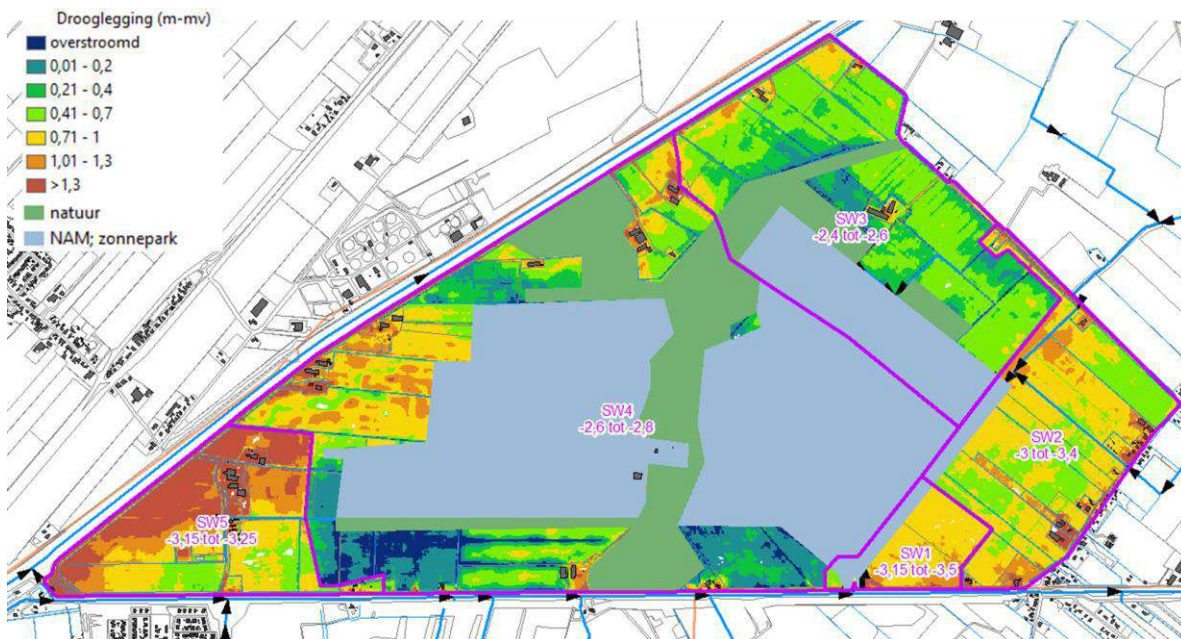 Drooglegging (m-mv)
overstroomd
0,01 - 0,2
0,21 - 0,4
0,41 - 0,7
0,71 - 1
1,01 - 1,3
>1,3
natuur
NAM; zonnepark
SW3
-2,4 tot -2,6
SW4
-2,6 tot -2,8
SW2
-3 tot -3,4
SW5
-3,15 tot -3,25
SW1
-3,15 tot -3,5